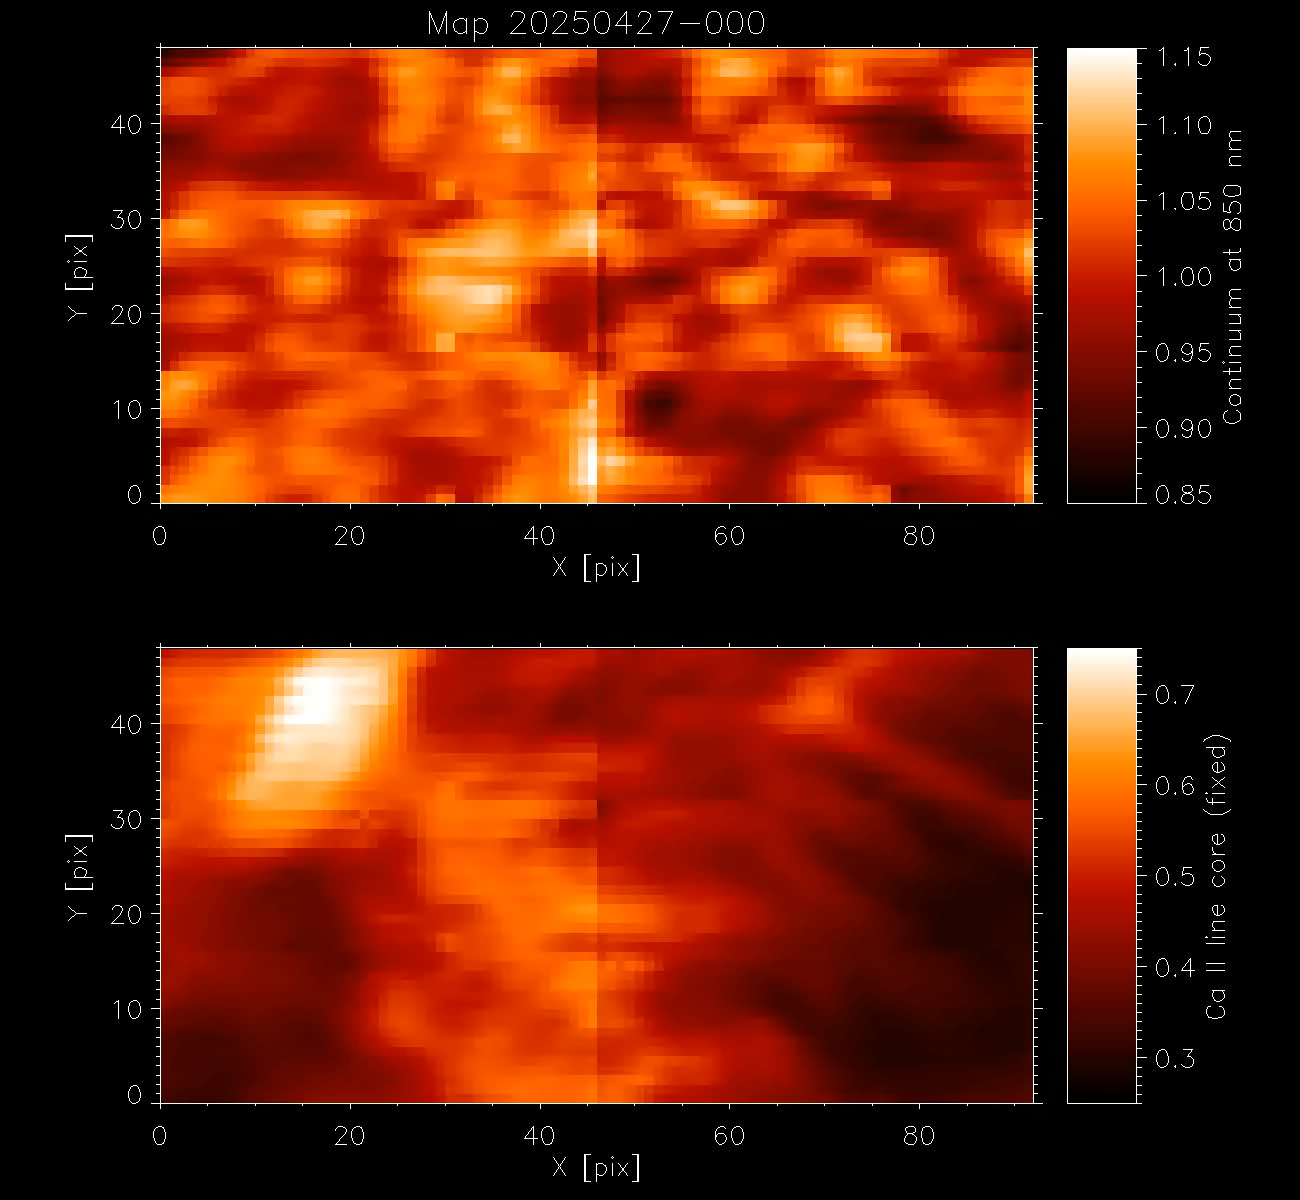 Map 20250427-000
40
30
20
10
0
Y [pix]
0 20 40 60 80
X [pix]
1.15
1.10
1.05
1.00
0.95
0.90
0.85
Continuum at 850 nm
40
30
20
10
0
Y [pix]
0 20 40 60 80
X [pix]
0.7
0.6
0.5
0.4
0.3
Ca II line core (fixed)